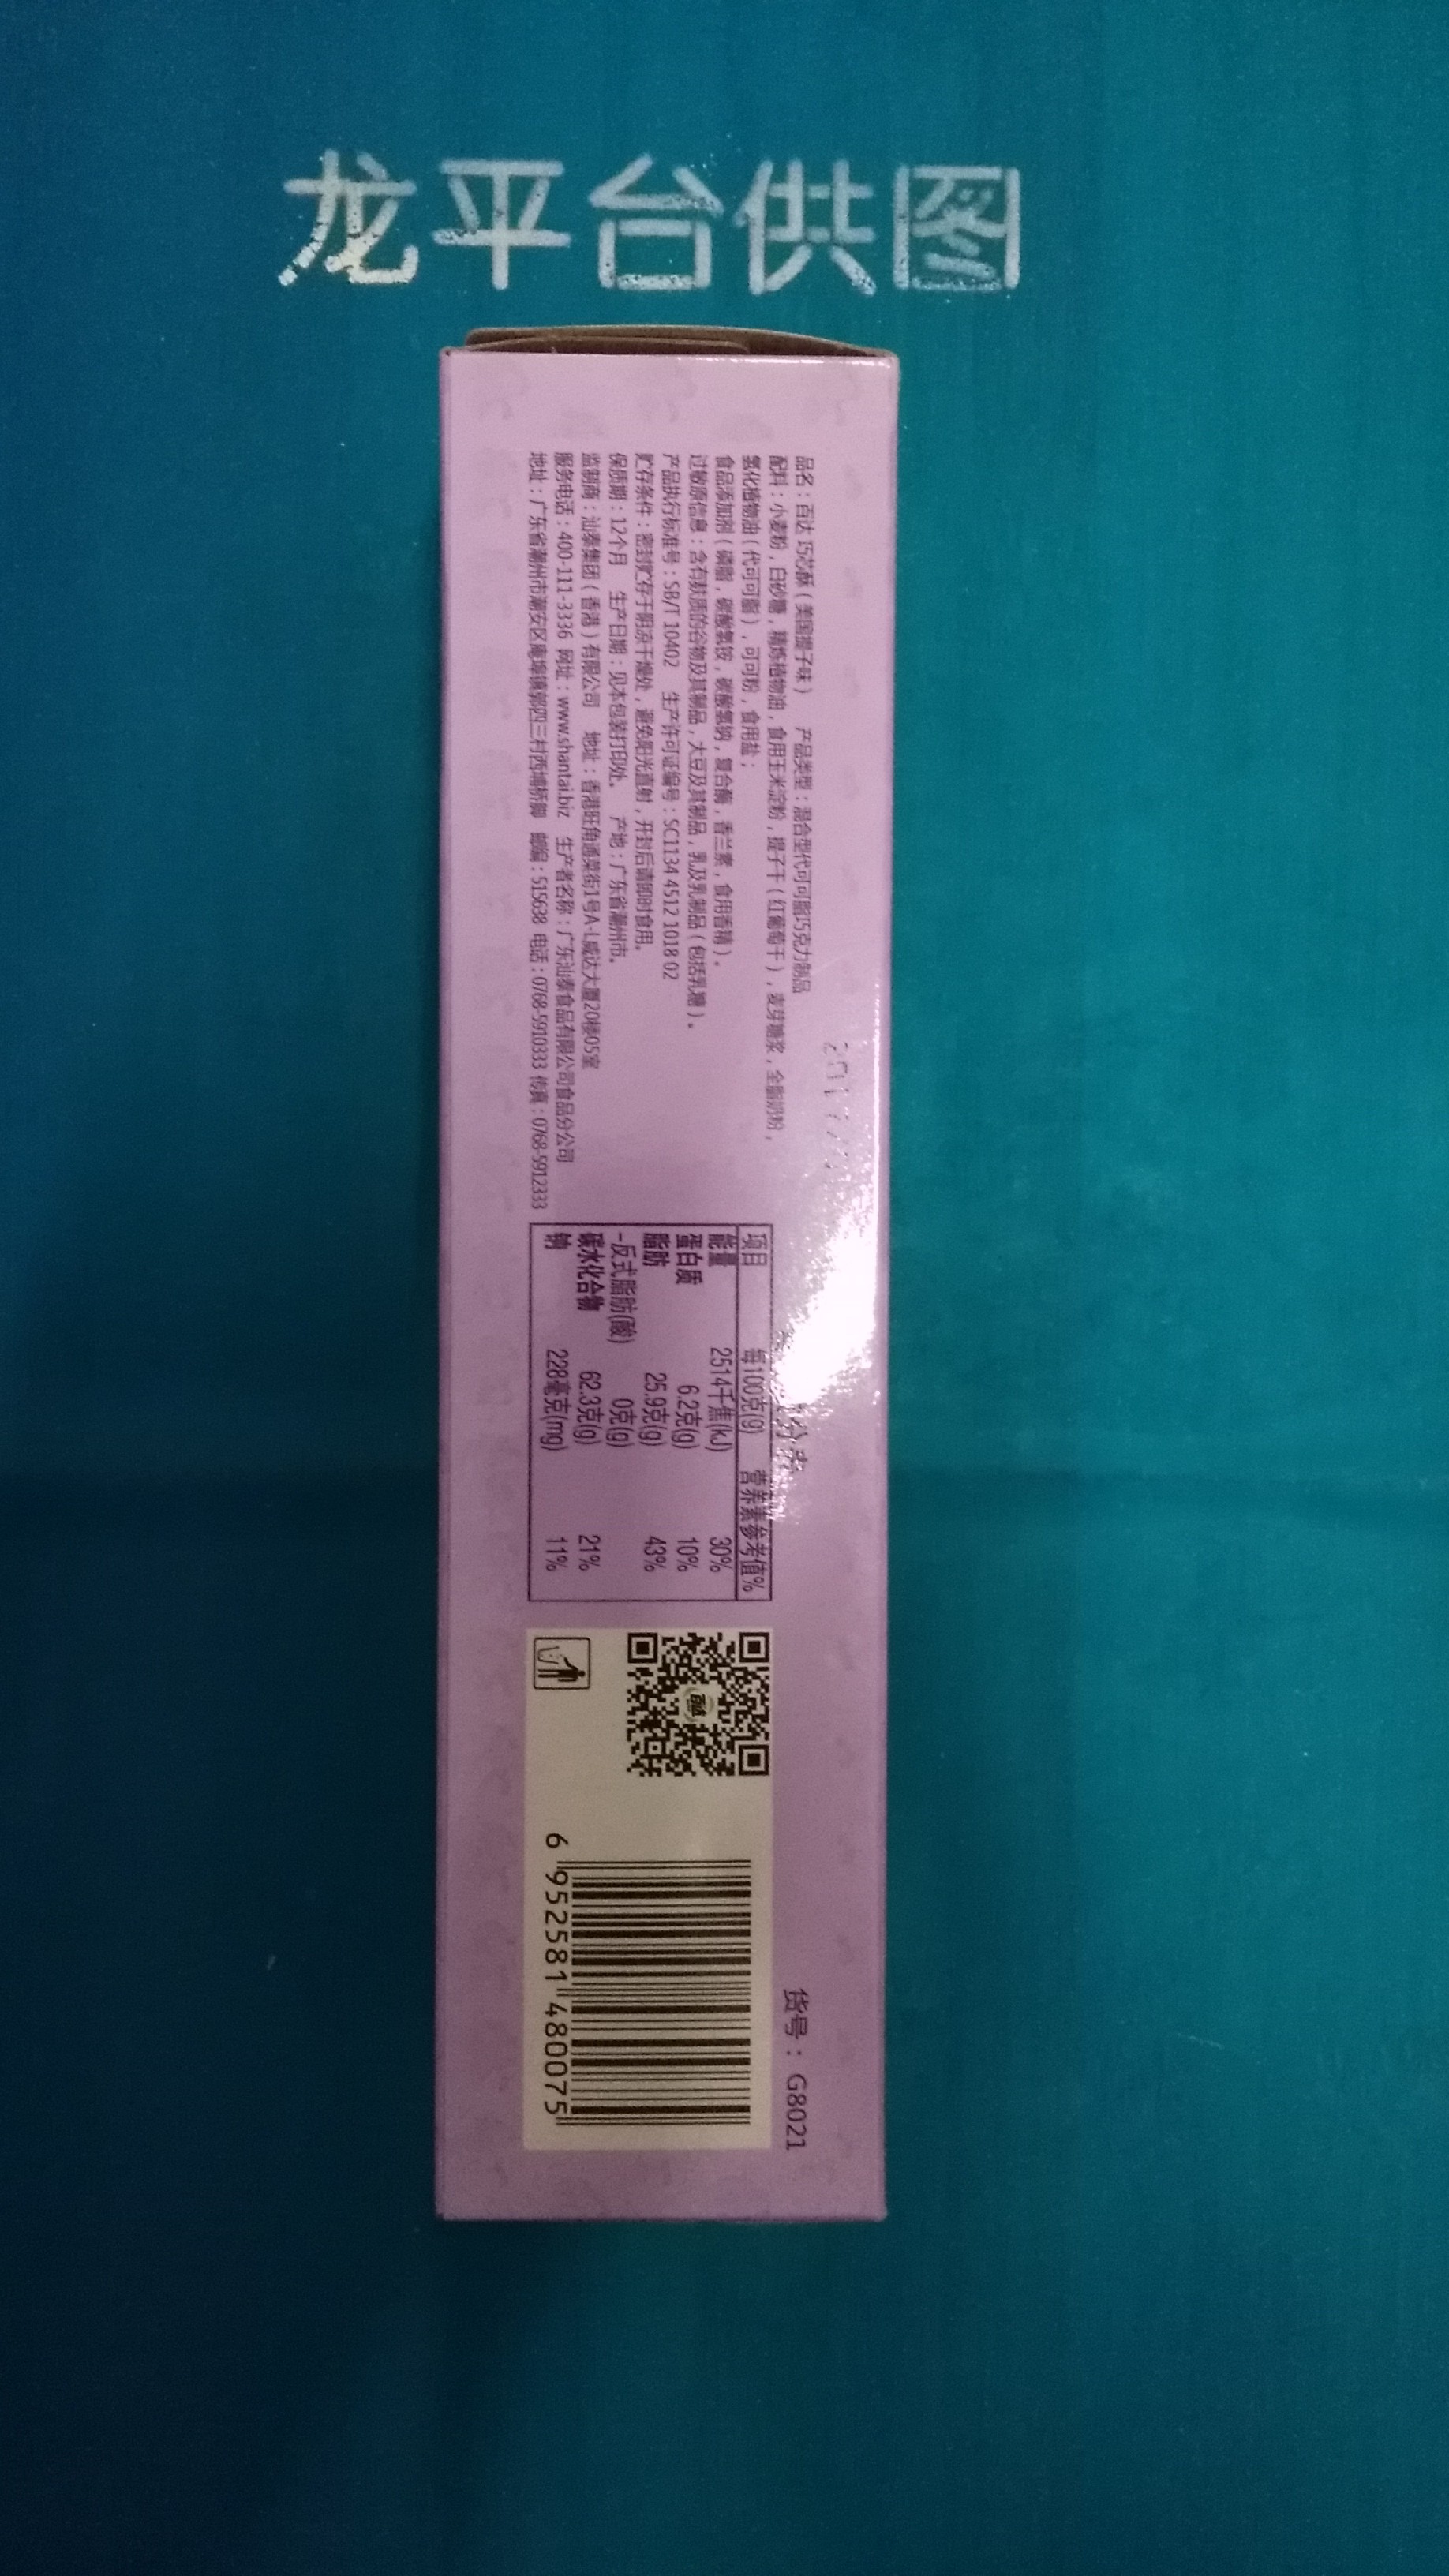 龙平台供图
品名：百达 巧芯酥（美国提子味） 产品类型：混合型代可可脂巧克力制品
配料：小麦粉，白砂糖，精炼植物油，食用玉米淀粉，提子干（红葡萄干），麦芽糖浆，全脂奶粉，
氢化植物油（代可可脂），可可粉，食用盐；
食品添加剂（磷脂，碳酸氢铵，碳酸氢钠，复合酶，香兰素，食用香精）。
过敏原信息：含有麸质的谷物及其制品，大豆及其制品，乳及乳制品（包括乳糖）。
产品执行标准号：SB/T 10402 生产许可证编号：SC1134 4512 1018 02
贮存条件：密封贮存于阴凉干燥处，避免阳光直射，开封后请即时食用。
保质期：12个月 生产日期：见本包装打印处。 产地：广东省潮州市。
监制商：汕泰集团（香港）有限公司 地址：香港旺角通菜街1号A-L威达大厦20楼05室
服务电话：400-111-3336 网址：www.shantai.biz 生产者名称：广东汕泰食品有限公司食品分公司
地址：广东省潮州市潮安区庵埠镇郭四三村西埔桥脚 邮编：515638 电话：0768-5910333 传真：0768-5912333
分表
项目 每100克(g) 营养素参考值%
能量 2514千焦(kJ) 30%
蛋白质 6.2克(g) 10%
脂肪 25.9克(g) 43%
-反式脂肪(酸) 0克(g)
碳水化合物 62.3克(g) 21%
钠 228毫克(mg) 11%
百达
货号：G8021
6 952581 480075